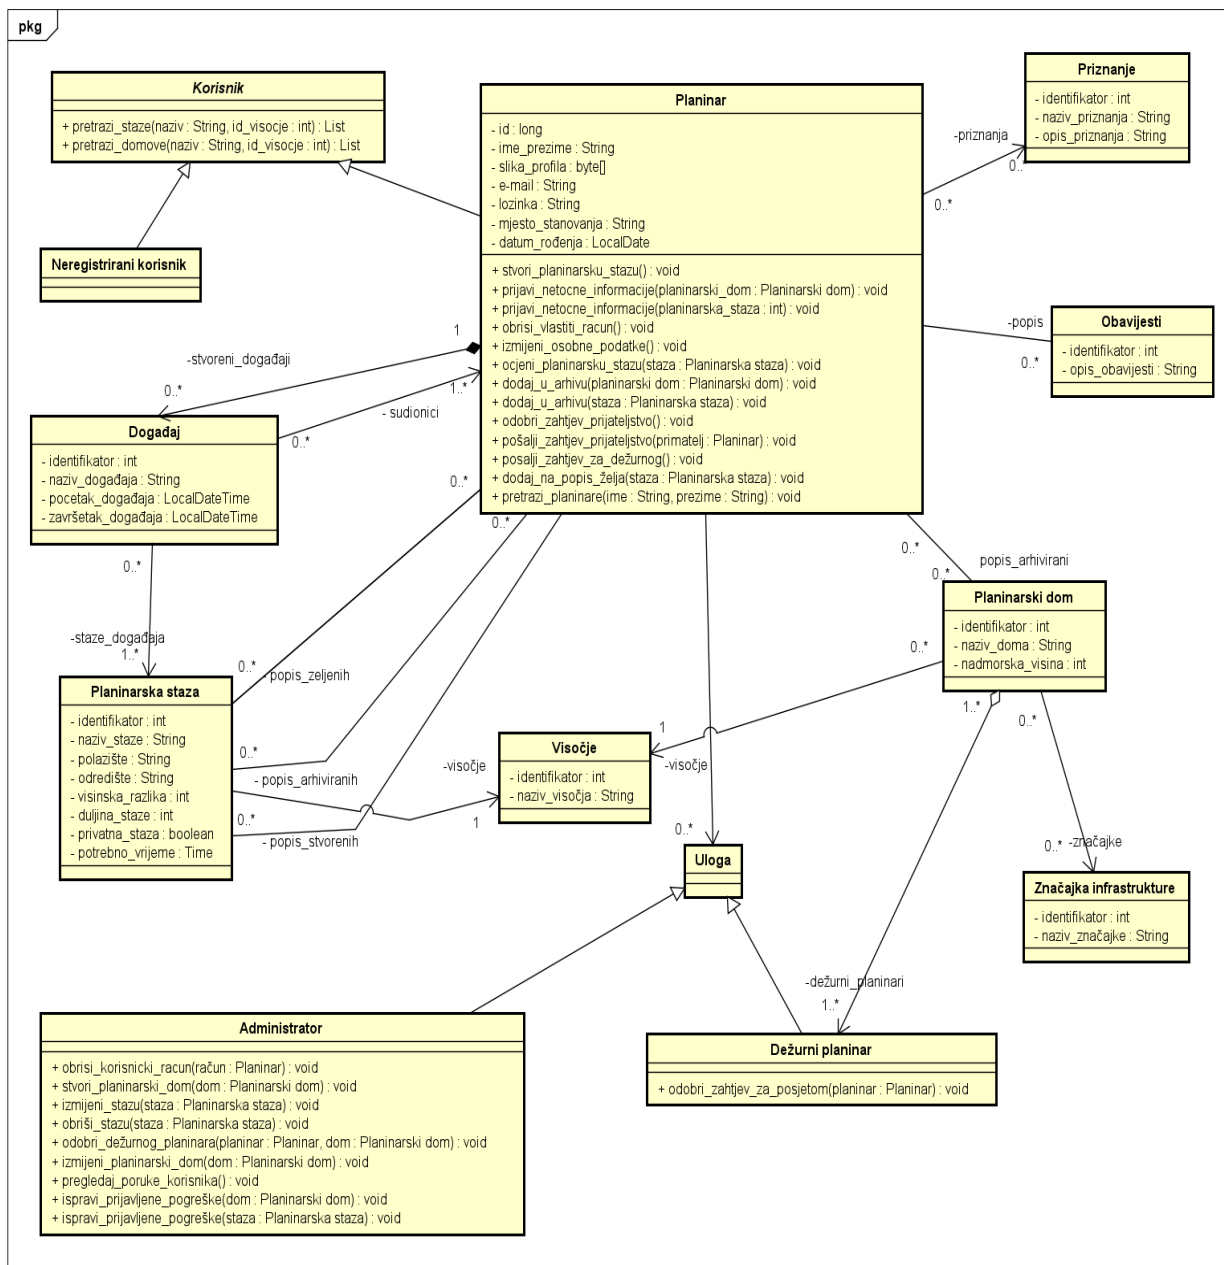 pkg
Korisnik
+ pretrazi_staze(naziv : String, id_visocje : int) : List
+ pretrazi_domove(naziv : String, id_visocje : int) : List
Neregistrirani korisnik
Planinar
- id : long
- ime_prezime : String
- slika_profila : byte[]
- e-mail : String
- lozinka : String
- mjesto_stanovanja : String
- datum_rođenja : LocalDate
+ stvori_planinarsku_stazu() : void
+ prijavi_netocne_informacije(planinarski_dom : Planinarski dom) : void
+ prijavi_netocne_informacije(planinarska_staza : int) : void
+ obrisi_vlastiti_racun() : void
+ izmijeni_osobne_podatke() : void
+ ocjeni_planinarsku_stazu(staza : Planinarska staza) : void
+ dodaj_u_arhivu(planinarski dom : Planinarski dom) : void
+ dodaj_u_arhivu(staza : Planinarska staza) : void
+ odobri_zahtjev_prijateljstvo() : void
+ pošalji_zahtjev_prijateljstvo(primatelj : Planinar) : void
+ posalji_zahtjev_za_dežurnog() : void
+ dodaj_na_popis_želja(staza : Planinarska staza) : void
+ pretrazi_planinare(ime : String, prezime : String) : void
Priznanje
- identifikator : int
- naziv_priznanja : String
- opis_priznanja : String
-priznanja
0..*
0..*
Obavijesti
- identifikator : int
- opis_obavijesti : String
-popis
0..*
1
-stvoreni_događaji
0..*
1..*
- sudionici
0..*
Događaj
- identifikator : int
- naziv_događaja : String
- pocetak_događaja : LocalDateTime
- završetak_događaja : LocalDateTime
0..*
-staze_događaja
1..*
0..*
0..*
0..*
- popis_zeljenih
0..*
- popis_arhiviranih
0..*
- popis_stvorenih
Planinarska staza
- identifikator : int
- naziv_staze : String
- polazište : String
- odredište : String
- visinska_razlika : int
- duljina_staze : int
- privatna_staza : boolean
- potrebno_vrijeme : Time
-visočje
1
Visočje
- identifikator : int
- naziv_visočja : String
1
-visočje
0..*
0..*
popis_arhivirani
0..*
Planinarski dom
- identifikator : int
- naziv_doma : String
- nadmorska_visina : int
1..*
0..*
0..*
-značajke
Značajka infrastrukture
- identifikator : int
- naziv_značajke : String
0..*
Uloga
-dežurni_planinari
1..*
Dežurni planinar
+ odobri_zahtjev_za_posjetom(planinar : Planinar) : void
Administrator
+ obrisi_korisnicki_racun(račun : Planinar) : void
+ stvori_planinarski_dom(dom : Planinarski dom) : void
+ izmijeni_stazu(staza : Planinarska staza) : void
+ obriši_stazu(staza : Planinarska staza) : void
+ odobri_dežurnog_planinara(planinar : Planinar, dom : Planinarski dom) : void
+ izmijeni_planinarski_dom(dom : Planinarski dom) : void
+ pregledaj_poruke_korisnika() : void
+ ispravi_prijavljene_pogreške(dom : Planinarski dom) : void
+ ispravi_prijavljene_pogreške(staza : Planinarska staza) : void